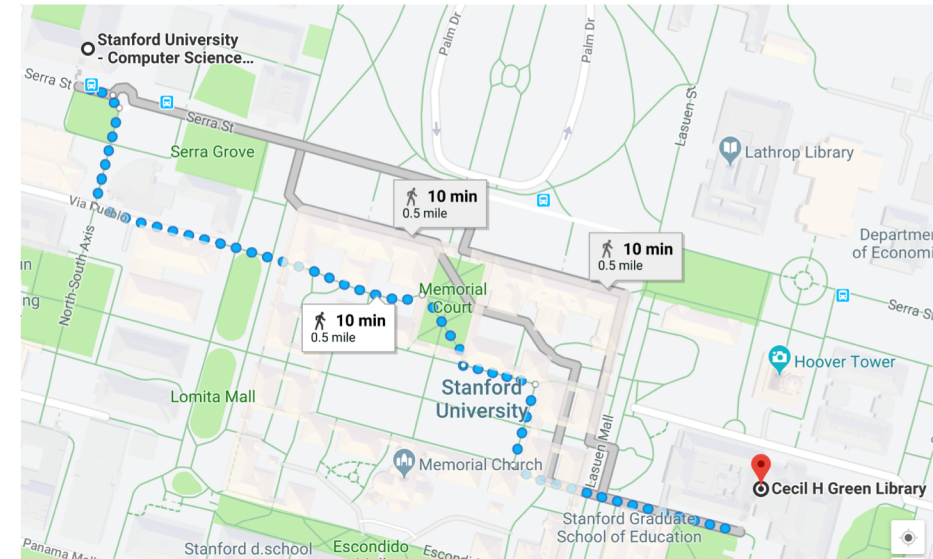 Stanford University
- Computer Science...
Palm Dr
Palm Dr
Serra St
Serra St
Lasuen St
Serra Grove
Lathrop Library
10 min
0.5 mile
Via Pueblo
North-South Axis
10 min
0.5 mile
Departmen
of Economi
Memorial
Court
Serra St
10 min
0.5 mile
Hoover Tower
Stanford
University
Lomita Mall
Lasuen Mall
Memorial Church
Cecil H Green Library
Stanford Graduate
School of Education
Panama Mall
Stanford d.school
Escondido